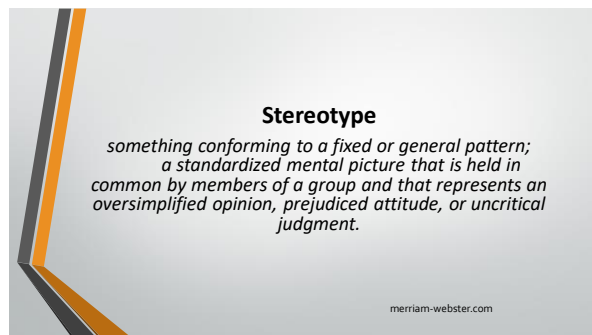 Stereotype
something conforming to a fixed or general pattern;
a standardized mental picture that is held in
common by members of a group and that represents an
oversimplified opinion, prejudiced attitude, or uncritical
judgment.
merriam-webster.com